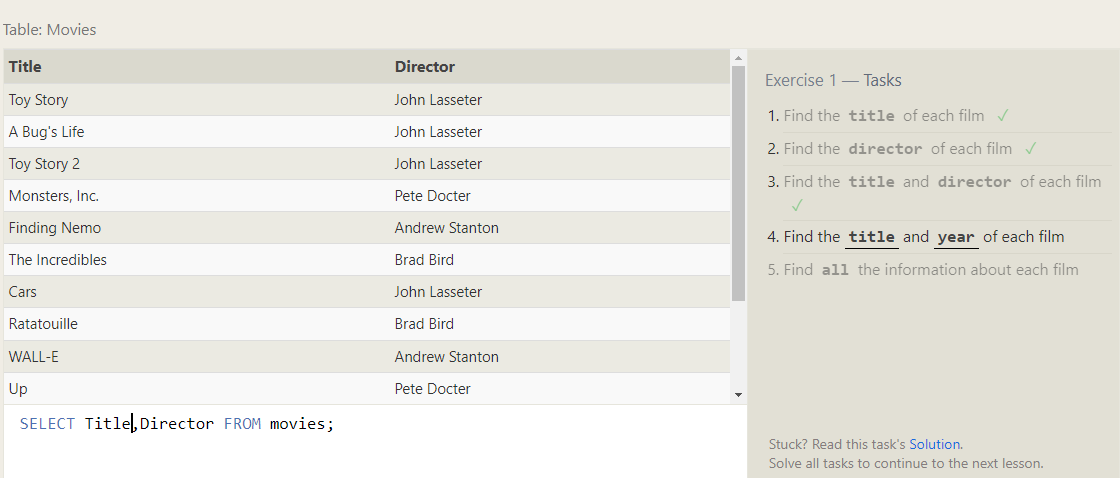 Table: Movies
Title Director
Toy Story John Lasseter
A Bug's Life John Lasseter
Toy Story 2 John Lasseter
Monsters, Inc. Pete Docter
Finding Nemo Andrew Stanton
The Incredibles Brad Bird
Cars John Lasseter
Ratatouille Brad Bird
WALL-E Andrew Stanton
Up Pete Docter
SELECT Title,Director FROM movies;
Exercise 1 — Tasks
1. Find the title of each film ✓
2. Find the director of each film ✓
3. Find the title and director of each film
✓
4. Find the title and year of each film
5. Find all the information about each film
Stuck? Read this task's Solution.
Solve all tasks to continue to the next lesson.